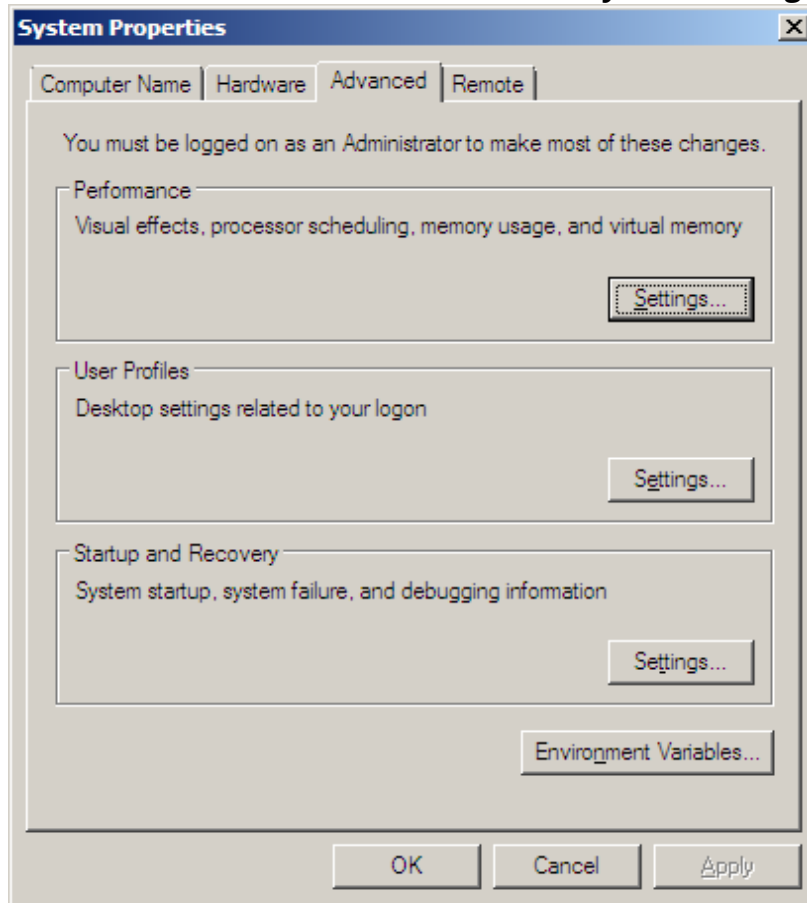 System Properties
Computer Name Hardware Advanced Remote
You must be logged on as an Administrator to make most of these changes.
Performance
Visual effects, processor scheduling, memory usage, and virtual memory
Settings...
User Profiles
Desktop settings related to your logon
Settings...
Startup and Recovery
System startup, system failure, and debugging information
Settings...
Environment Variables...
OK Cancel Apply